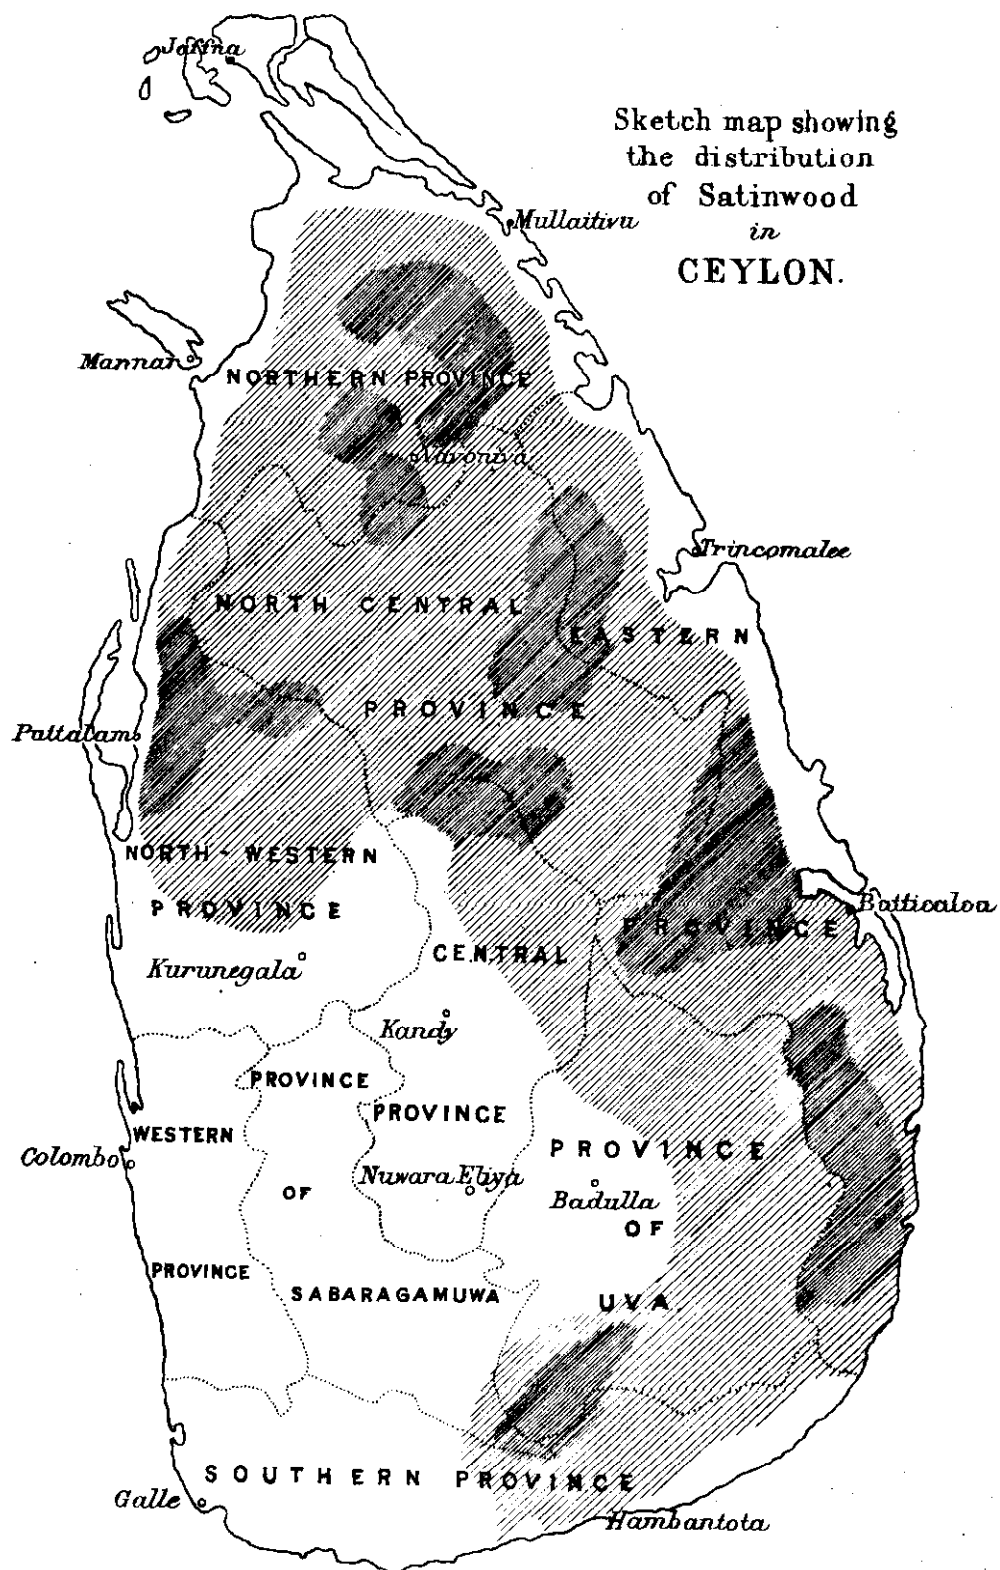 Sketch map showing
the distribution
of Satinwood
in
CEYLON.
Jaffna
Mullaitivu
Mannar
NORTHERN PROVINCE
Vavoniya
Trincomalee
NORTH CENTRAL
EASTERN
PROVINCE
Puttalam
NORTH-WESTERN
PROVINCE
Batticaloa
PROVINCE
CENTRAL
Kurunegala
Kandy
PROVINCE
PROVINCE
WESTERN
PROVINCE
Colombo
Nuwara Eliya
OF
Badulla
OF
PROVINCE
SABARAGAMUWA
UVA.
SOUTHERN PROVINCE
Galle
Hambantota